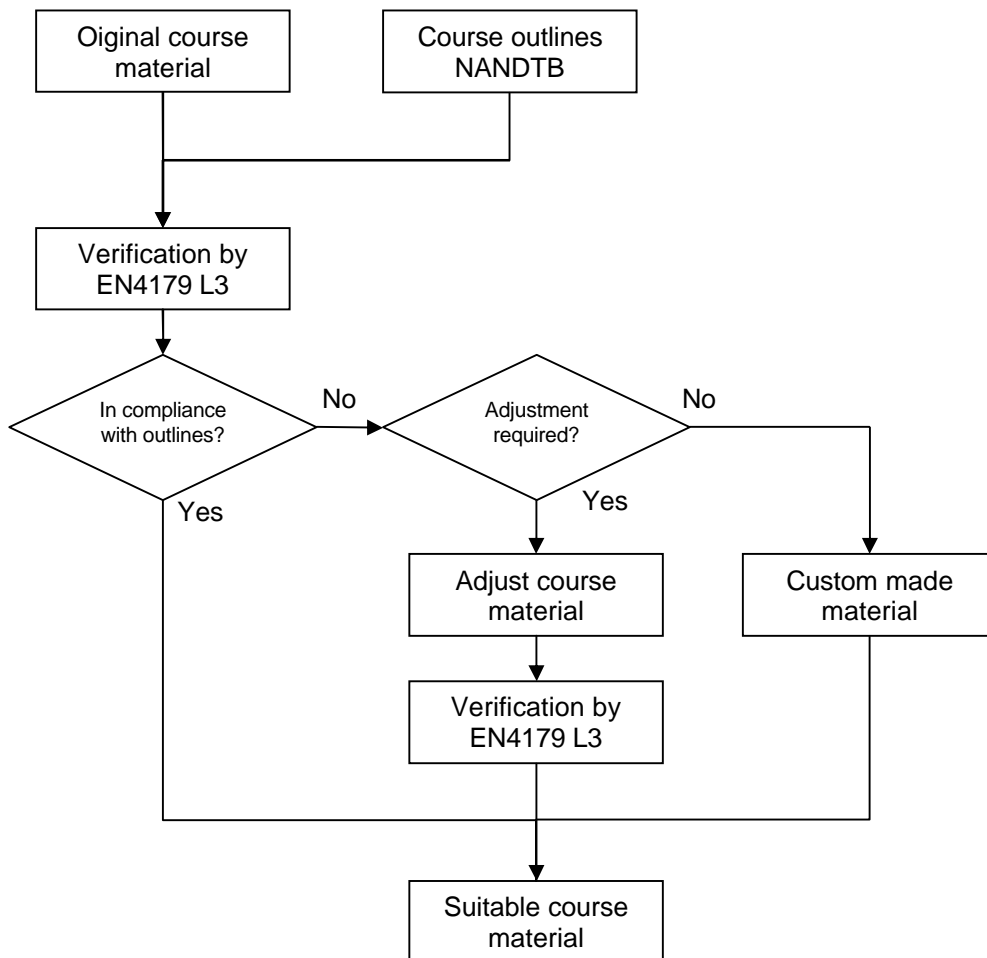 Oiginal course
material
Course outlines
NANDTB
Verification by
EN4179 L3
In compliance
with outlines?
No
Adjustment
required?
No
Yes
Yes
Adjust course
material
Custom made
material
Verification by
EN4179 L3
Suitable course
material